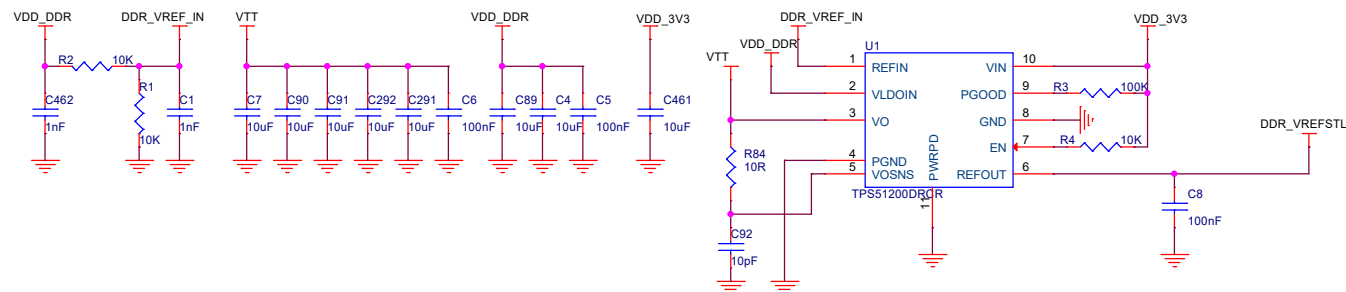 VDD_DDR
DDR_VREF_IN
R2
10K
R1
10K
C462
1nF
C1
1nF
VTT
C7
10uF
C90
10uF
C91
10uF
C292
10uF
C291
10uF
C6
100nF
VDD_DDR
C89
10uF
C4
10uF
C5
100nF
VDD_3V3
C461
10uF
DDR_VREF_IN
VDD_DDR
VTT
U1
1
REFIN
2
VLDOIN
3
VO
4
PGND
5
VOSNS
10
VIN
9
PGOOD
8
GND
7
EN
6
REFOUT
PWRPD
11
TPS51200DRCR
R84
10R
C92
10pF
VDD_3V3
R3
100K
R4
10K
DDR_VREFSTL
C8
100nF